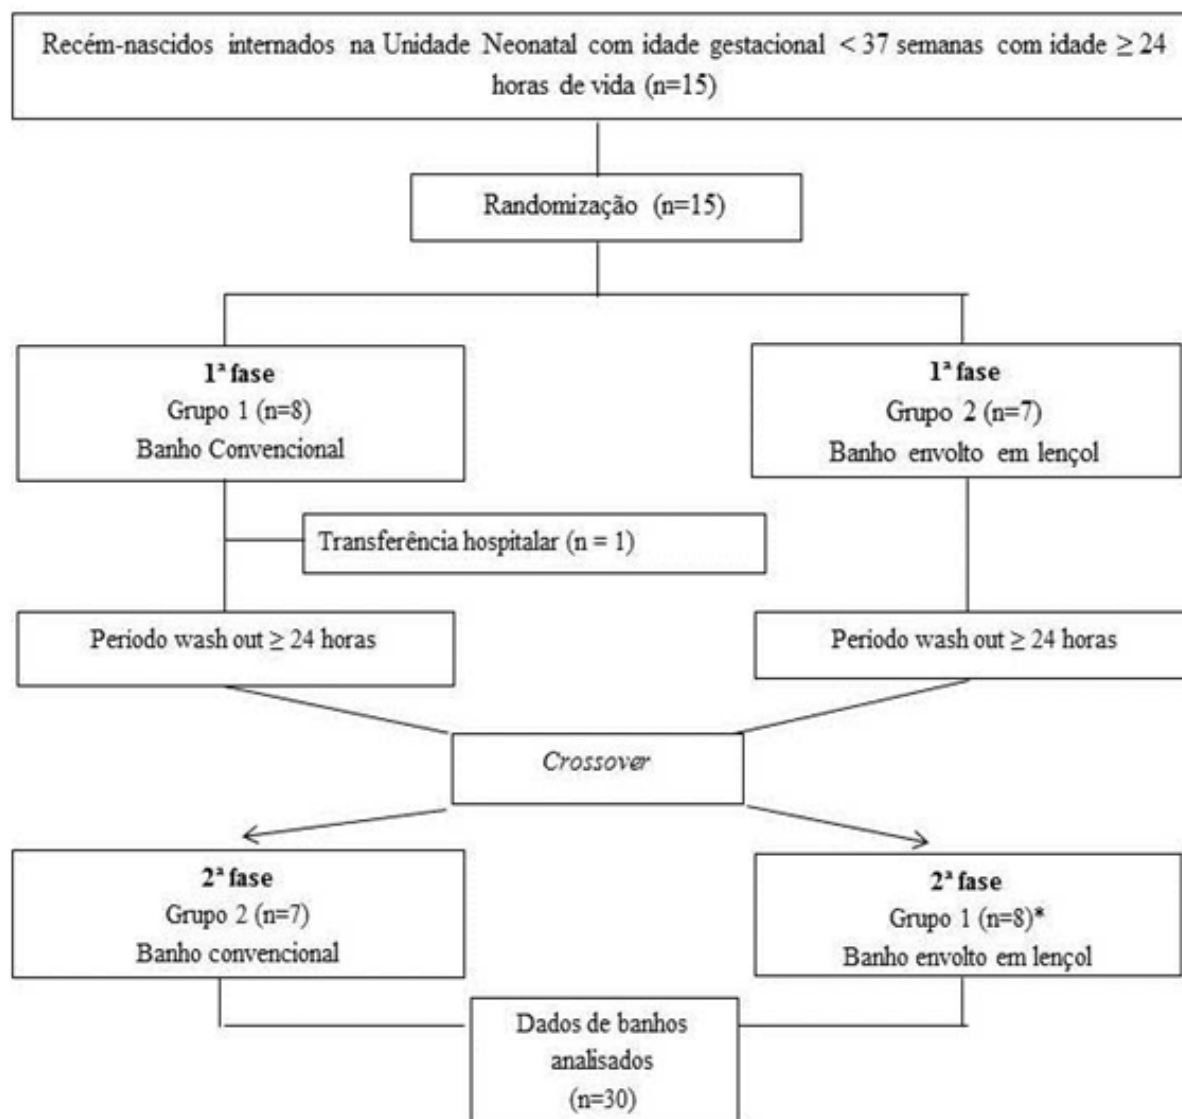 Recém-nascidos internados na Unidade Neonatal com idade gestacional < 37 semanas com idade ≥ 24
horas de vida (n=15)
Randomização (n=15)
1ª fase
Grupo 1 (n=8)
Banho Convencional
1ª fase
Grupo 2 (n=7)
Banho envolto em lençol
Transferência hospitalar (n = 1)
Periodo wash out ≥ 24 horas
Periodo wash out ≥ 24 horas
Crossover
2ª fase
Grupo 2 (n=7)
Banho convencional
2ª fase
Grupo 1 (n=8)*
Banho envolto em lençol
Dados de banhos
analisados
(n=30)